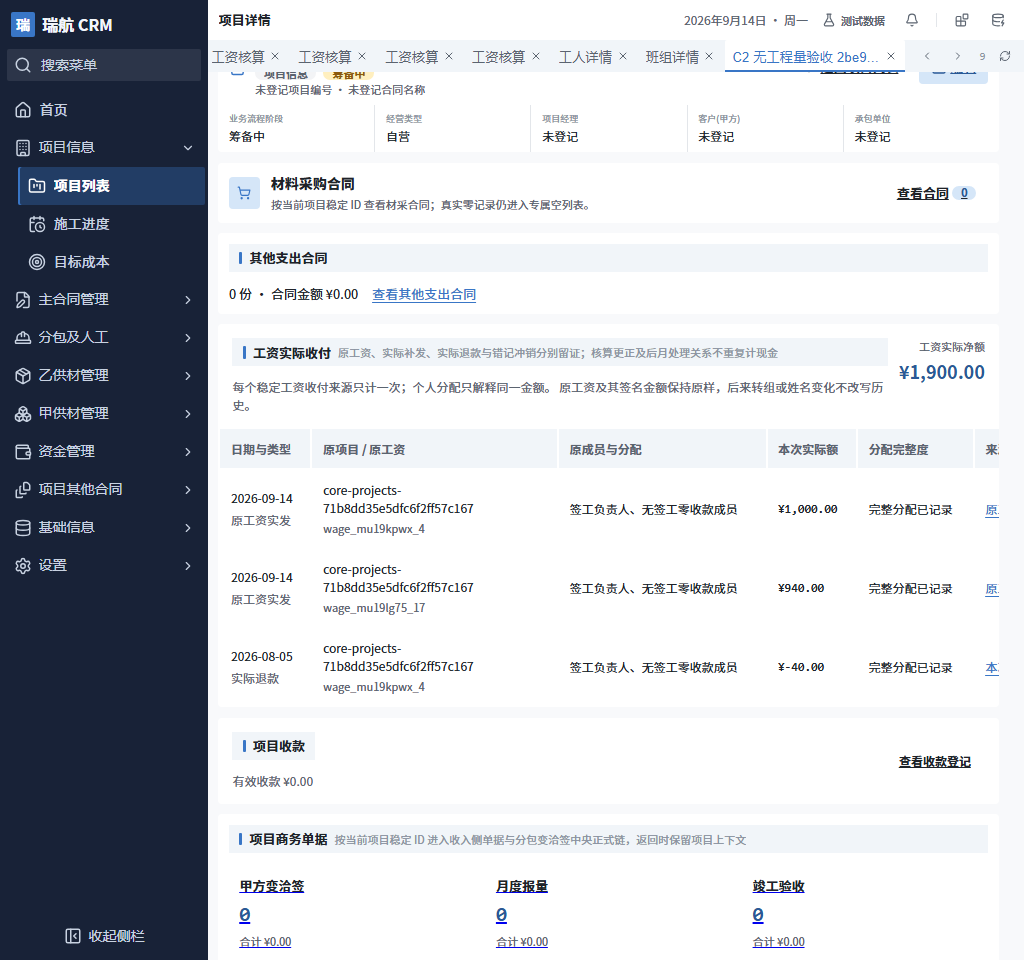 瑞 瑞航 CRM
搜索菜单
首页
项目信息
项目列表
施工进度
目标成本
主合同管理
分包及人工
乙供材管理
甲供材管理
资金管理
项目其他合同
基础信息
设置
收起侧栏
项目详情
2026年9月14日 · 周一 测试数据
工资核算 × 工资核算 × 工资核算 × 工资核算 × 工人详情 × 班组详情 × C2 无工程量验收 2be9... × 9
项目信息 筹备中
未登记项目编号 · 未登记合同名称
业务流程阶段 经营类型 项目经理 客户(甲方) 承包单位
筹备中 自营 未登记 未登记 未登记
材料采购合同
按当前项目稳定 ID 查看材采合同；真实零记录仍进入专属空列表。
查看合同 0
其他支出合同
0 份 · 合同金额 ¥0.00 查看其他支出合同
工资实际收付 原工资、实际补发、实际退款与错记冲销分别留证；核算更正及后月处理关系不重复计现金
工资实际净额
¥1,900.00
每个稳定工资收付来源只计一次；个人分配只解释同一金额。 原工资及其签名金额保持原样，后来转组或姓名变化不改写历
史。
日期与类型 原项目 / 原工资 原成员与分配 本次实际额 分配完整度
2026-09-14
原工资实发
core-projects-
71b8dd35e5dfc6f2ff57c167
wage_mu19kpwx_4
签工负责人、无签工零收款成员 ¥1,000.00 完整分配已记录 原
2026-09-14
原工资实发
core-projects-
71b8dd35e5dfc6f2ff57c167
wage_mu19lg75_17
签工负责人、无签工零收款成员 ¥940.00 完整分配已记录 原
2026-08-05
实际退款
core-projects-
71b8dd35e5dfc6f2ff57c167
wage_mu19kpwx_4
签工负责人、无签工零收款成员 ¥-40.00 完整分配已记录 本
项目收款
有效收款 ¥0.00
查看收款登记
项目商务单据 按当前项目稳定 ID 进入收入侧单据与分包变洽签中央正式链，返回时保留项目上下文
甲方变洽签 月度报量 竣工验收
0 0 0
合计 ¥0.00 合计 ¥0.00 合计 ¥0.00